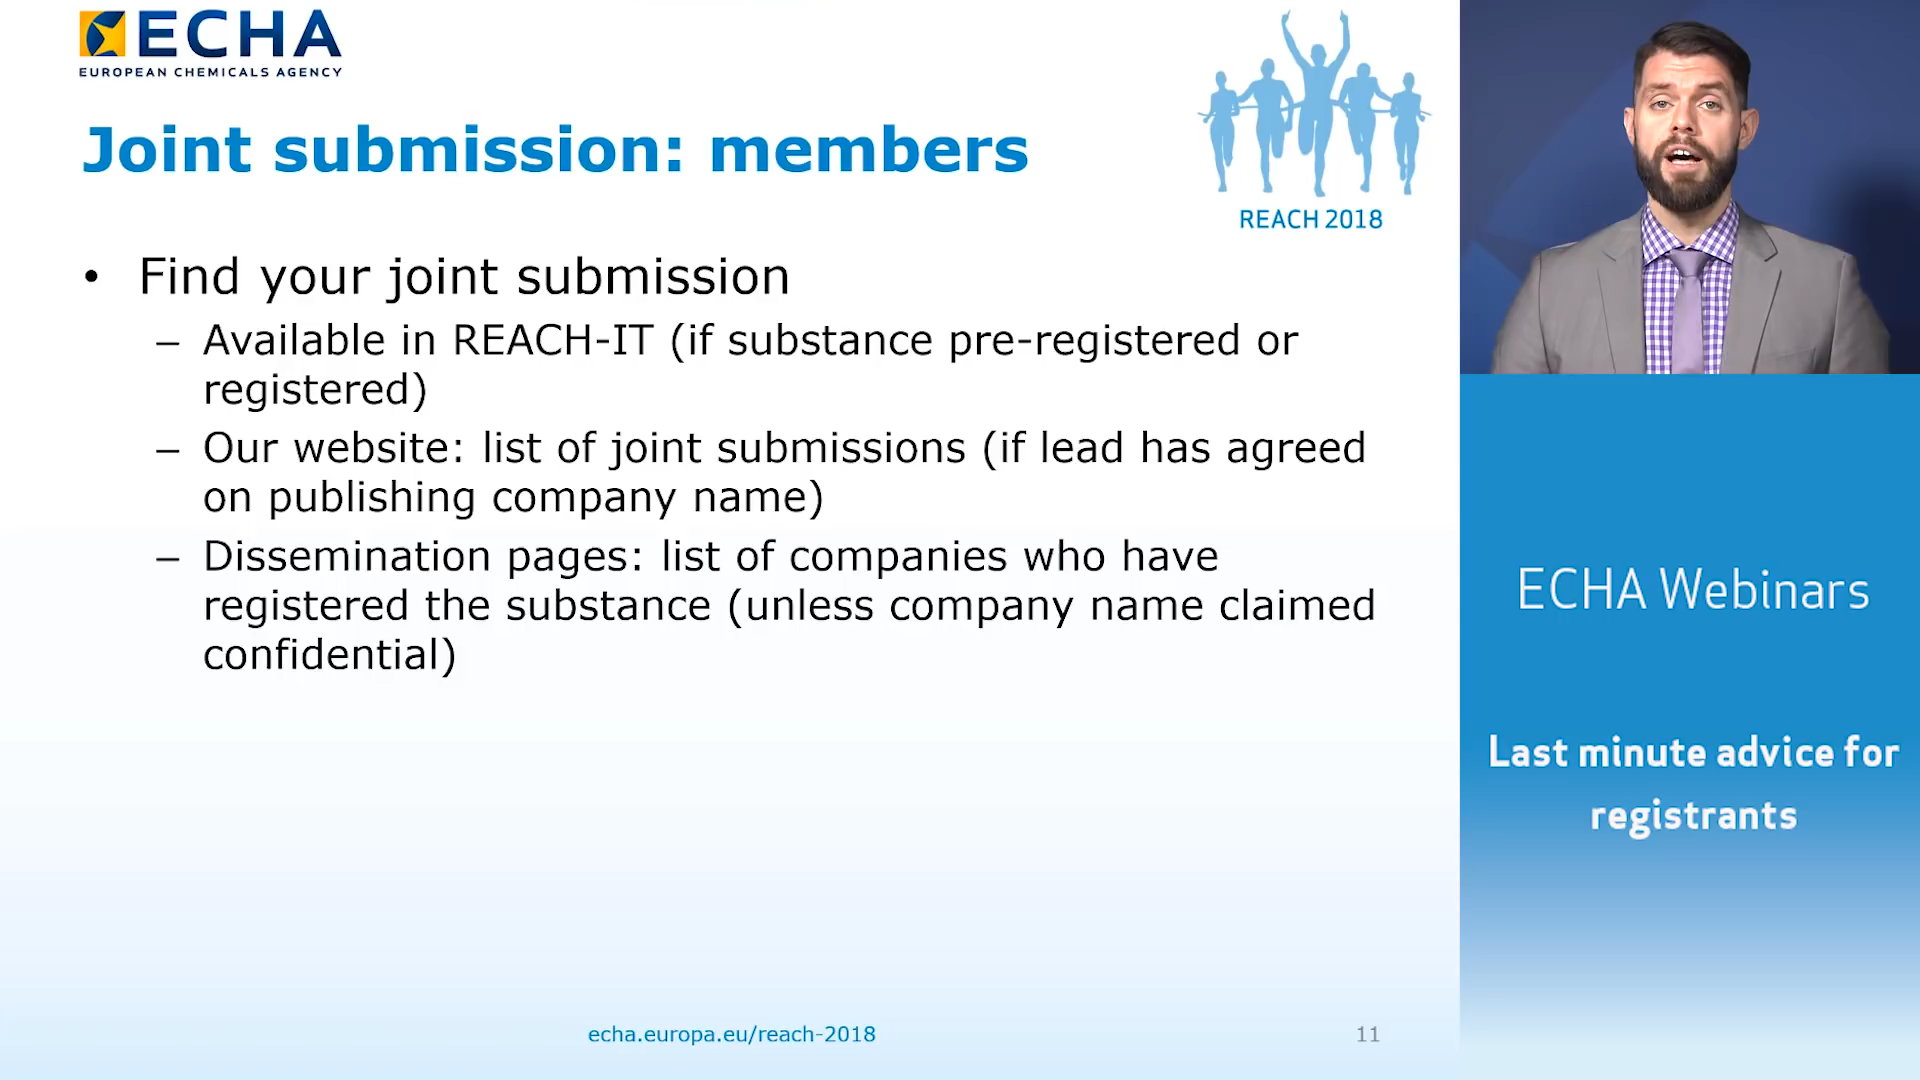 ECHA
EUROPEAN CHEMICALS AGENCY
Joint submission: members
REACH 2018
• Find your joint submission
– Available in REACH-IT (if substance pre-registered or
registered)
– Our website: list of joint submissions (if lead has agreed
on publishing company name)
– Dissemination pages: list of companies who have
registered the substance (unless company name claimed
confidential)
echa.europa.eu/reach-2018
11
ECHA Webinars
Last minute advice for
registrants